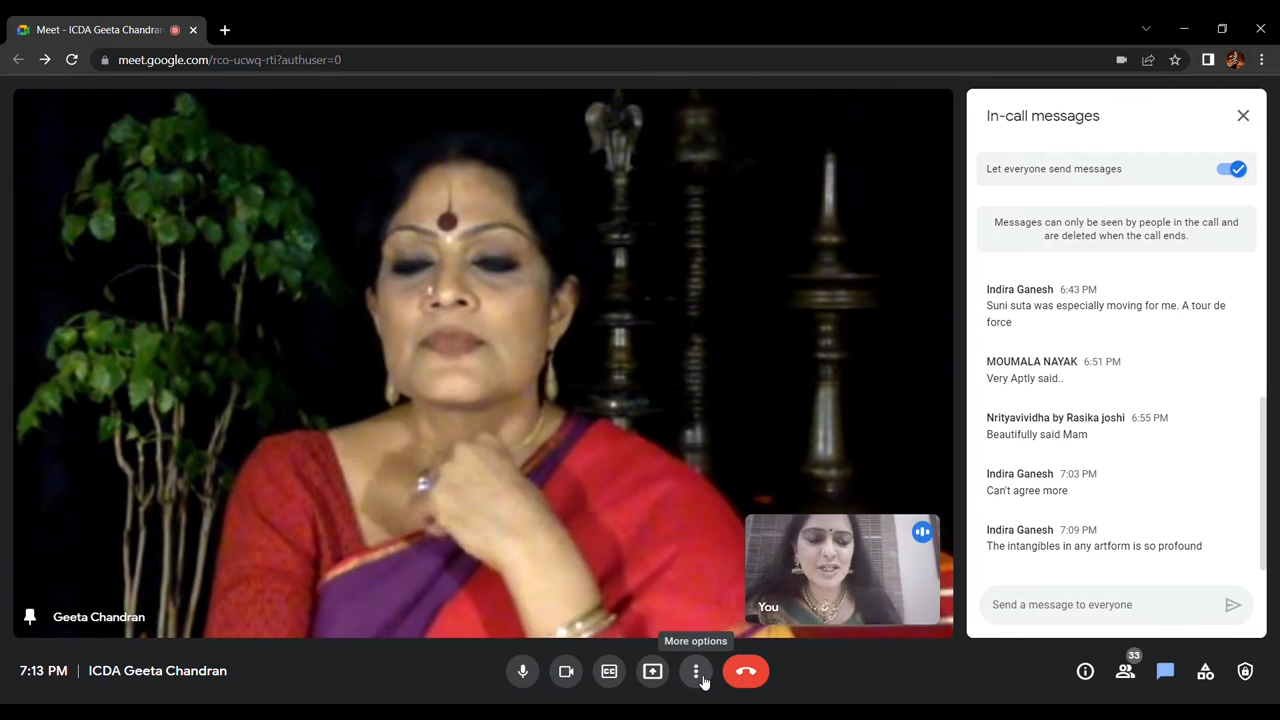 Meet - ICDA Geeta Chandran
meet.google.com/rco-ucwq-rti?authuser=0
In-call messages
Let everyone send messages
Messages can only be seen by people in the call and
are deleted when the call ends.
Indira Ganesh 6:43 PM
Suni suta was especially moving for me. A tour de
force
MOUMALA NAYAK 6:51 PM
Very Aptly said..
Nrityavividha by Rasika joshi 6:55 PM
Beautifully said Mam
Indira Ganesh 7:03 PM
Can't agree more
Indira Ganesh 7:09 PM
The intangibles in any artform is so profound
Send a message to everyone
You
Geeta Chandran
More options
7:13 PM | ICDA Geeta Chandran
CC
33